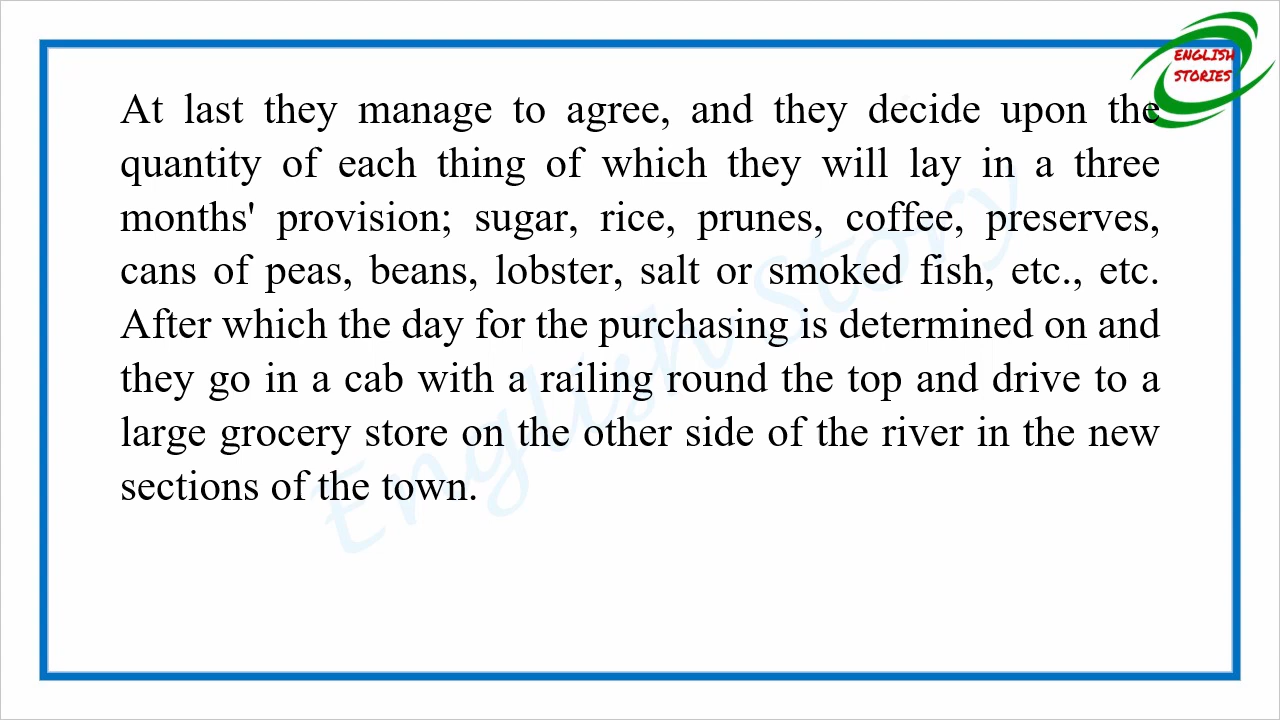 ENGLISH
STORIES
At last they manage to agree, and they decide upon the
quantity of each thing of which they will lay in a three
months' provision; sugar, rice, prunes, coffee, preserves,
cans of peas, beans, lobster, salt or smoked fish, etc., etc.
After which the day for the purchasing is determined on and
they go in a cab with a railing round the top and drive to a
large grocery store on the other side of the river in the new
sections of the town.
English Story